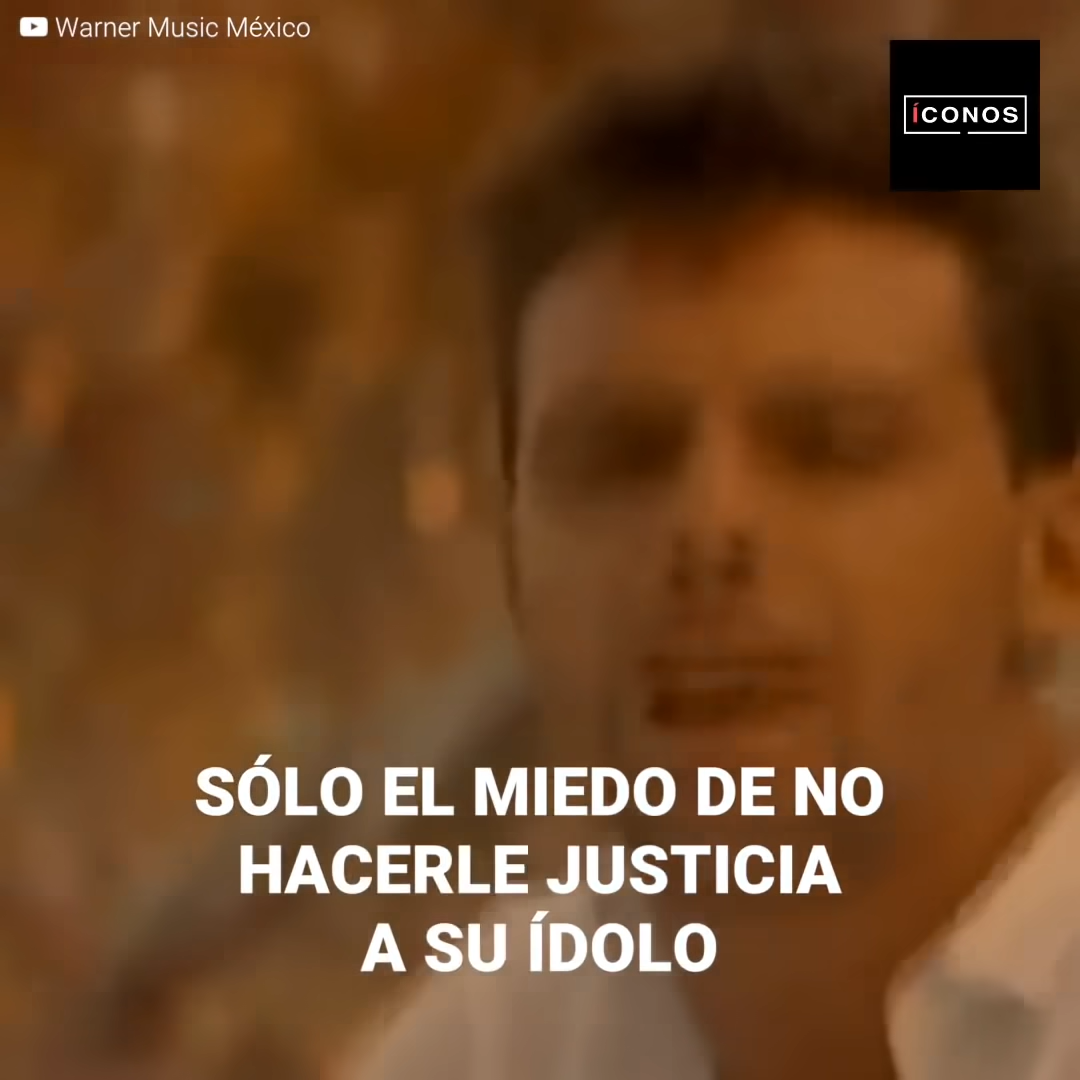 Warner Music México
ÍCONOS
SÓLO EL MIEDO DE NO
HACERLE JUSTICIA
A SU ÍDOLO